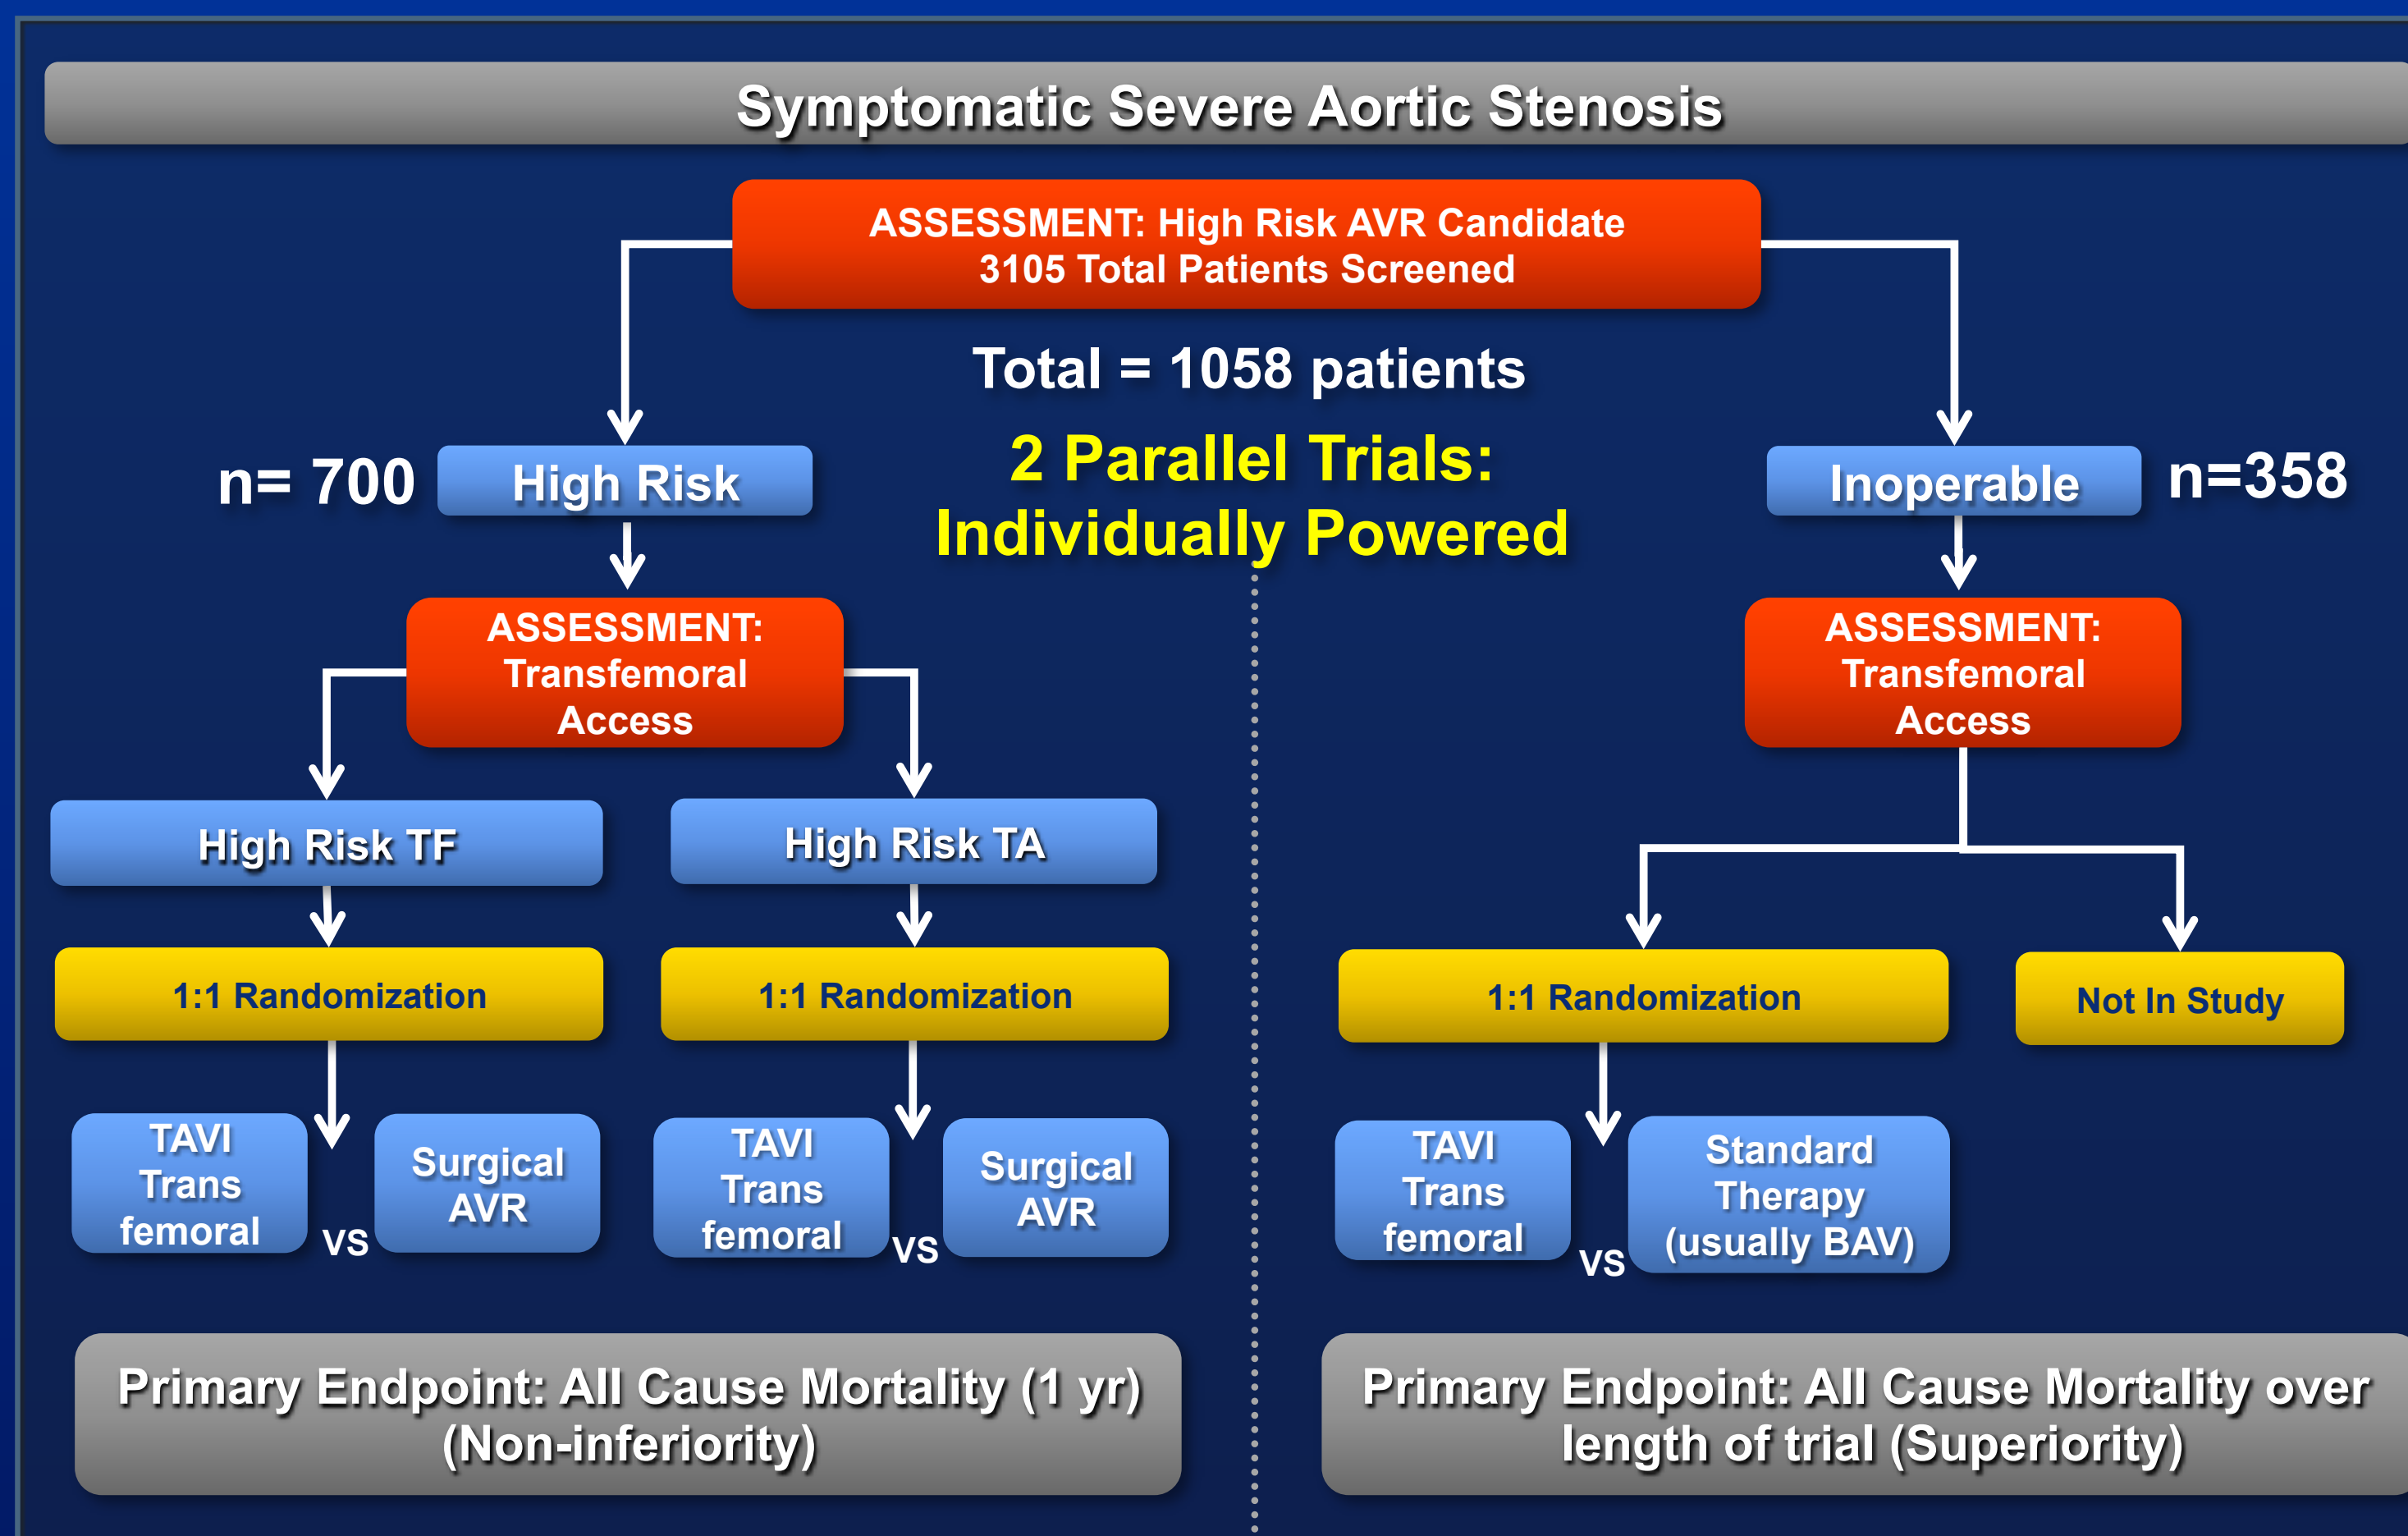 Symptomatic Severe Aortic Stenosis
ASSESSMENT: High Risk AVR Candidate
3105 Total Patients Screened
Total = 1058 patients
2 Parallel Trials:
Individually Powered
n= 700
High Risk
Inoperable
n=358
ASSESSMENT:
Transfemoral
Access
ASSESSMENT:
Transfemoral
Access
High Risk TF
High Risk TA
1:1 Randomization
1:1 Randomization
1:1 Randomization
Not In Study
TAVI
Trans
femoral
VS
Surgical
AVR
TAVI
Trans
femoral
VS
Surgical
AVR
TAVI
Trans
femoral
VS
Standard
Therapy
(usually BAV)
Primary Endpoint: All Cause Mortality (1 yr)
(Non-inferiority)
Primary Endpoint: All Cause Mortality over
length of trial (Superiority)